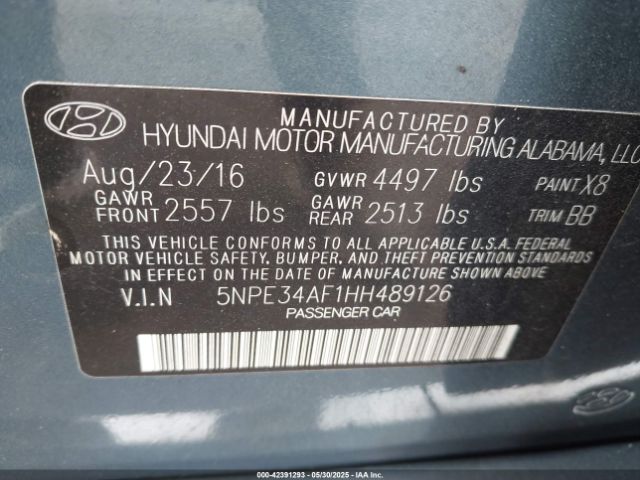 MANUFACTURED BY
HYUNDAI MOTOR MANUFACTURING ALABAMA, LLC
Aug/23/16 GVWR 4497 lbs PAINT X8
GAWR FRONT 2557 lbs GAWR REAR 2513 lbs TRIM BB
THIS VEHICLE CONFORMS TO ALL APPLICABLE U.S.A. FEDERAL
MOTOR VEHICLE SAFETY, BUMPER, AND THEFT PREVENTION STANDARDS
IN EFFECT ON THE DATE OF MANUFACTURE SHOWN ABOVE.
V.I.N 5NPE34AF1HH489126
PASSENGER CAR
000-42391293 - 05/30/2025 - IAA, Inc.